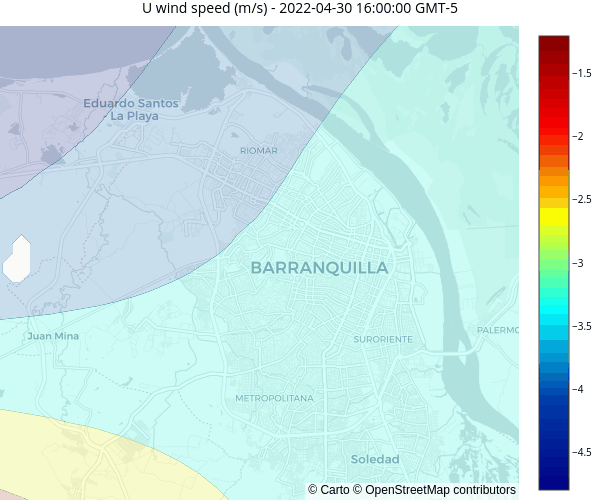 U wind speed (m/s) - 2022-04-30 16:00:00 GMT-5
−1.5
Eduardo Santos
La Playa
−2
RIOMAR
−2.5
−3
BARRANQUILLA
−3.5
PALERMO
Juan Mina
SURORIENTE
−4
METROPOLITANA
−4.5
Soledad
© Carto © OpenStreetMap contributors